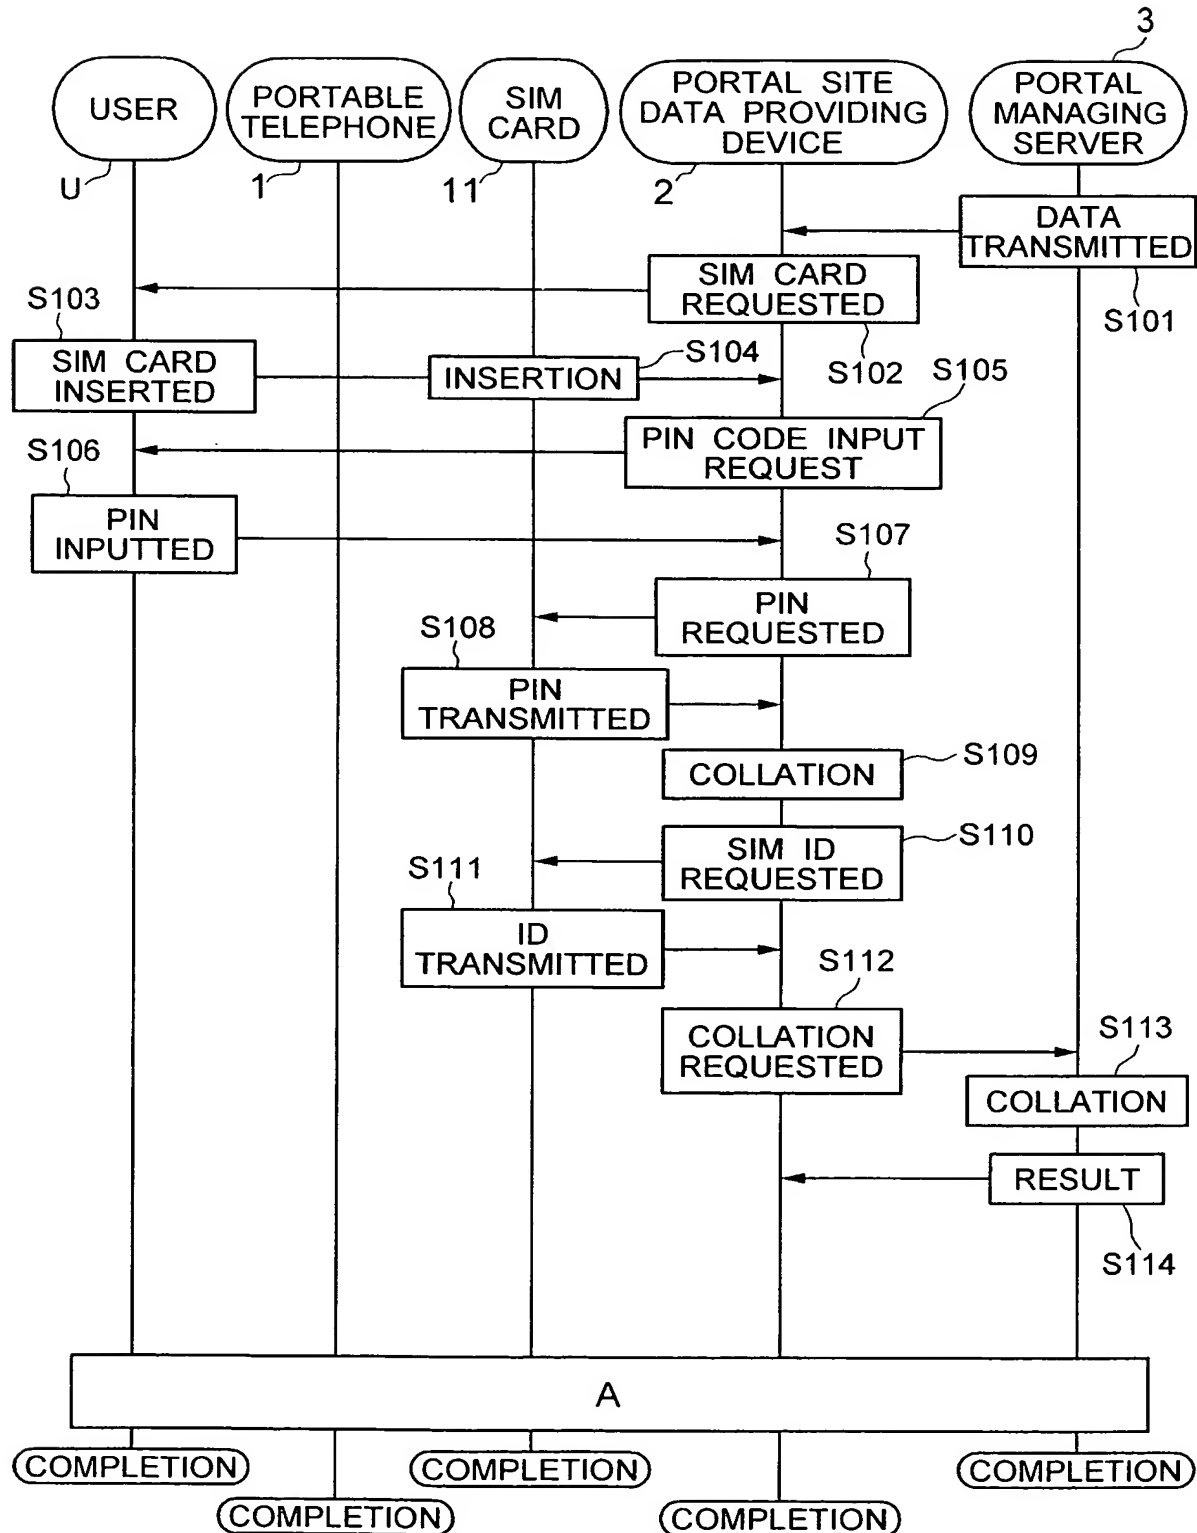 3
USER
PORTABLE
TELEPHONE
SIM
CARD
PORTAL SITE
DATA PROVIDING
DEVICE
PORTAL
MANAGING
SERVER
U
1
11
2
DATA
TRANSMITTED
S101
SIM CARD
REQUESTED
S102
S103
SIM CARD
INSERTED
S104
INSERTION
S105
PIN CODE INPUT
REQUEST
S106
PIN
INPUTTED
S107
PIN
REQUESTED
S108
PIN
TRANSMITTED
S109
COLLATION
S110
SIM ID
REQUESTED
S111
ID
TRANSMITTED
S112
COLLATION
REQUESTED
S113
COLLATION
RESULT
S114
A
COMPLETION
COMPLETION
COMPLETION
COMPLETION
COMPLETION